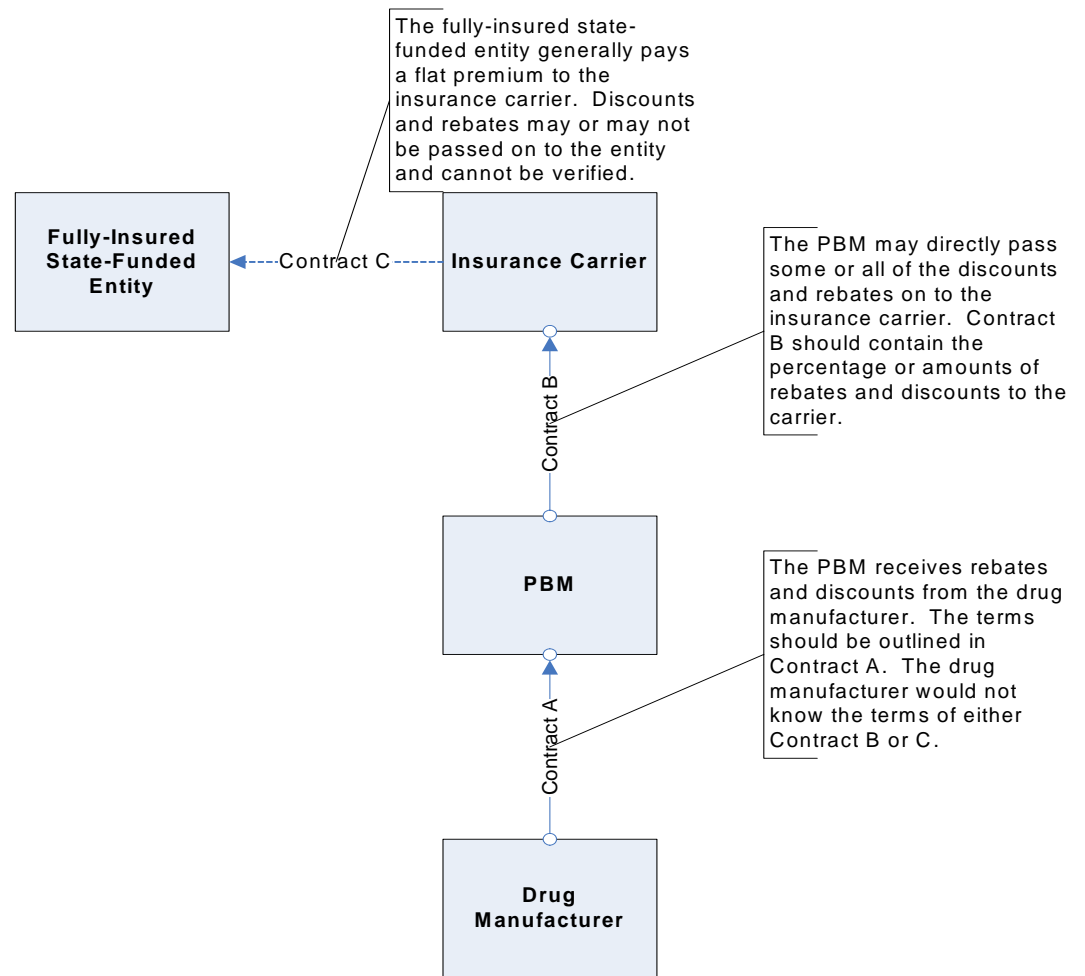 The fully-insured state-
funded entity generally pays
a flat premium to the
insurance carrier.  Discounts
and rebates may or may not
be passed on to the entity
and cannot be verified.
Fully-Insured
State-Funded
Entity
Contract C
Insurance Carrier
The PBM may directly pass
some or all of the discounts
and rebates on to the
insurance carrier.  Contract
B should contain the
percentage or amounts of
rebates and discounts to the
carrier.
Contract B
PBM
The PBM receives rebates
and discounts from the drug
manufacturer.  The terms
should be outlined in
Contract A.  The drug
manufacturer would not
know the terms of either
Contract B or C.
Contract A
Drug
Manufacturer